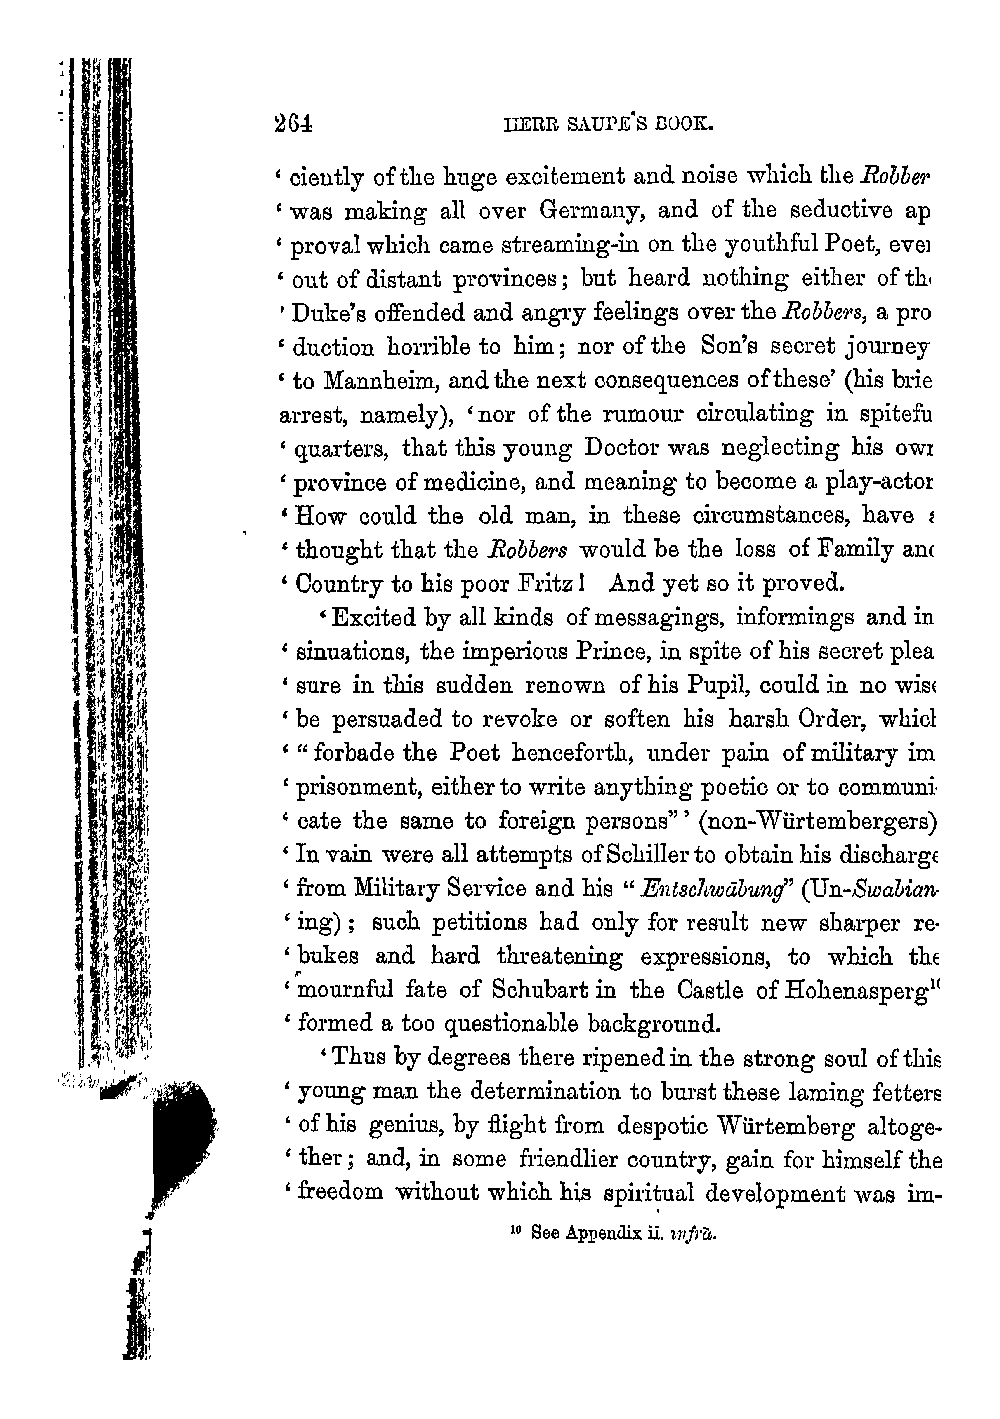 264 HERR SAUPE'S BOOK.
‘ ciently of the huge excitement and noise which the Robber
‘ was making all over Germany, and of the seductive ap
‘ proval which came streaming-in on the youthful Poet, eve
‘ out of distant provinces; but heard nothing either of th
’ Duke's offended and angry feelings over the Robbers, a pro
‘ duction horrible to him; nor of the Son's secret journey
‘ to Mannheim, and the next consequences of these’ (his brie
arrest, namely), ‘nor of the rumour circulating in spitefu
‘ quarters, that this young Doctor was neglecting his ow
‘ province of medicine, and meaning to become a play-actor
‘ How could the old man, in these circumstances, have
‘ thought that the Robbers would be the loss of Family an
‘ Country to his poor Fritz! And yet so it proved.
‘ Excited by all kinds of messagings, informings and in
‘ sinuations, the imperious Prince, in spite of his secret plea
‘ sure in this sudden renown of his Pupil, could in no wis
‘ be persuaded to revoke or soften his harsh Order, which
‘ “ forbade the Poet henceforth, under pain of military im
‘ prisonment, either to write anything poetic or to communi-
‘ cate the same to foreign persons” ’ (non-Würtembergers)
‘ In vain were all attempts of Schiller to obtain his discharge
‘ from Military Service and his “ Entschwäbung” (Un-Swabian-
‘ ing); such petitions had only for result new sharper re-
‘ bukes and hard threatening expressions, to which the
‘ mournful fate of Schubart in the Castle of Hohenasperg¹⁰
‘ formed a too questionable background.
‘ Thus by degrees there ripened in the strong soul of this
‘ young man the determination to burst these laming fetters
‘ of his genius, by flight from despotic Würtemberg altoge-
‘ ther; and, in some friendlier country, gain for himself the
‘ freedom without which his spiritual development was im-
¹⁰ See Appendix ii. infrà.